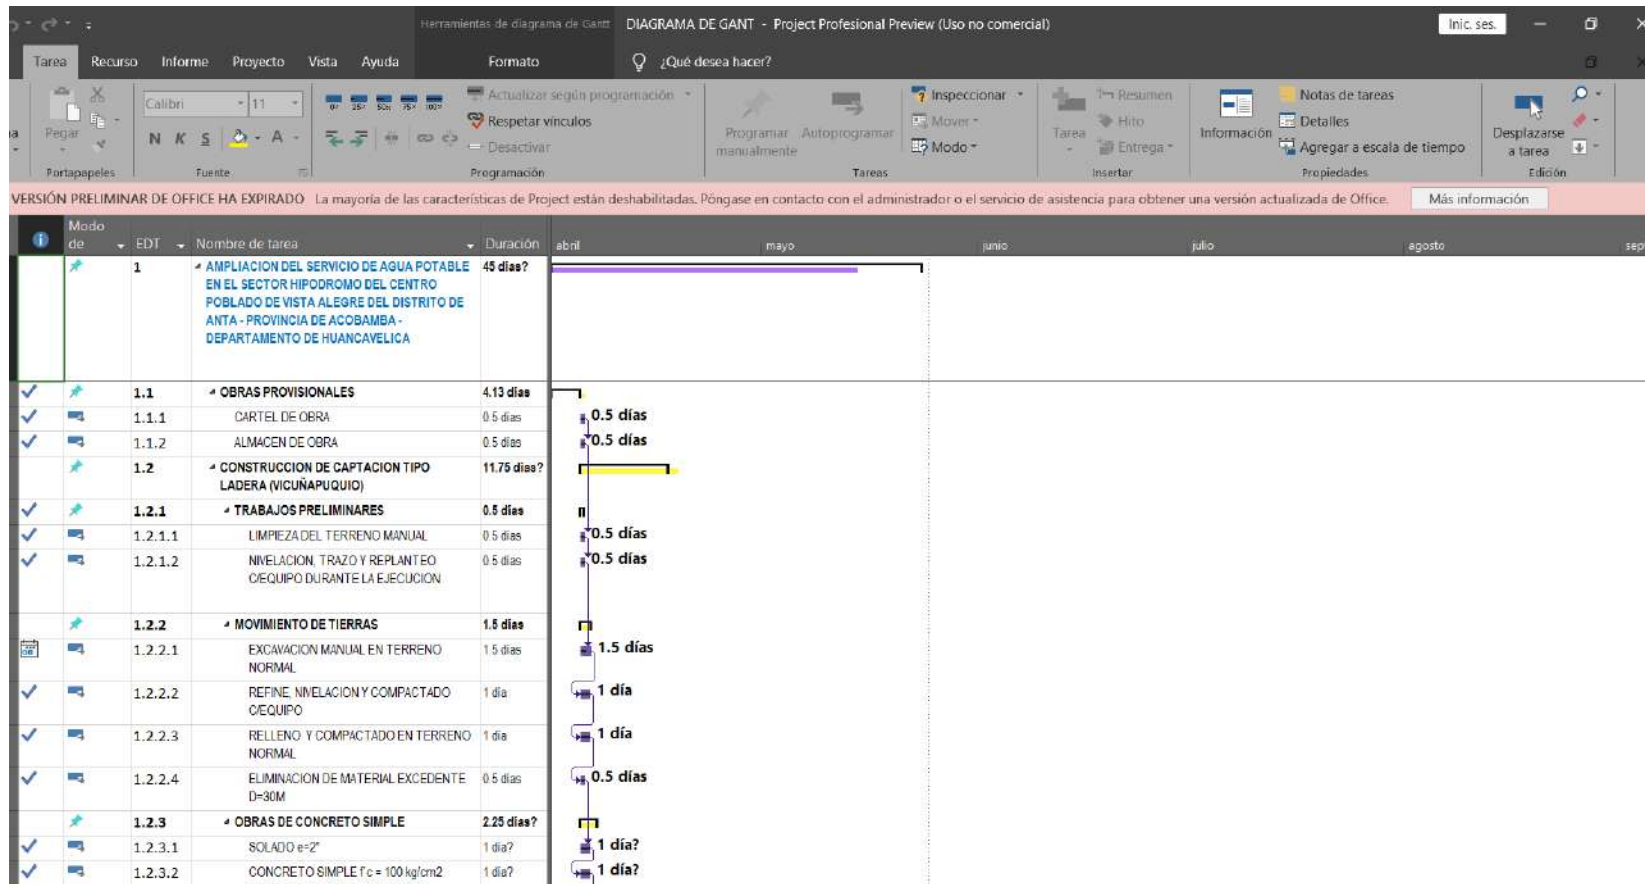 Herramientas de diagrama de Gantt
DIAGRAMA DE GANT - Project Profesional Preview (Uso no comercial)
Inic. ses.
Tarea Recurso Informe Proyecto Vista Ayuda Formato ¿Qué desea hacer?
Pegar
Portapapeles
Calibri 11
N K S A
Fuente
0% 25% 50% 75% 100%
Actualizar según programación
Respetar vínculos
Desactivar
Programación
Programar manualmente
Autoprogramar
Inspeccionar
Mover
Modo
Tareas
Tarea
Resumen
Hito
Entrega
Insertar
Información
Notas de tareas
Detalles
Agregar a escala de tiempo
Propiedades
Desplazarse a tarea
Edición
VERSIÓN PRELIMINAR DE OFFICE HA EXPIRADO La mayoría de las características de Project están deshabilitadas. Póngase en contacto con el administrador o el servicio de asistencia para obtener una versión actualizada de Office. Más información
Modo de EDT Nombre de tarea Duración abril mayo junio julio agosto sep
1 AMPLIACION DEL SERVICIO DE AGUA POTABLE 45 días?
EN EL SECTOR HIPODROMO DEL CENTRO
POBLADO DE VISTA ALEGRE DEL DISTRITO DE
ANTA - PROVINCIA DE ACOBAMBA -
DEPARTAMENTO DE HUANCAVELICA
1.1 OBRAS PROVISIONALES 4.13 días
1.1.1 CARTEL DE OBRA 0.5 días 0.5 días
1.1.2 ALMACEN DE OBRA 0.5 días 0.5 días
1.2 CONSTRUCCION DE CAPTACION TIPO 11.75 días?
LADERA (VICUÑAPUQUIO)
1.2.1 TRABAJOS PRELIMINARES 0.5 días
1.2.1.1 LIMPIEZA DEL TERRENO MANUAL 0.5 días 0.5 días
1.2.1.2 NIVELACION, TRAZO Y REPLANTEO 0.5 días 0.5 días
C/EQUIPO DURANTE LA EJECUCION
1.2.2 MOVIMIENTO DE TIERRAS 1.5 días
1.2.2.1 EXCAVACION MANUAL EN TERRENO 1.5 días 1.5 días
NORMAL
1.2.2.2 REFINE, NIVELACION Y COMPACTADO 1 día 1 día
C/EQUIPO
1.2.2.3 RELLENO Y COMPACTADO EN TERRENO 1 día 1 día
NORMAL
1.2.2.4 ELIMINACION DE MATERIAL EXCEDENTE 0.5 días 0.5 días
D=30M
1.2.3 OBRAS DE CONCRETO SIMPLE 2.25 días?
1.2.3.1 SOLADO e=2" 1 día? 1 día?
1.2.3.2 CONCRETO SIMPLE f'c = 100 kg/cm2 1 día? 1 día?